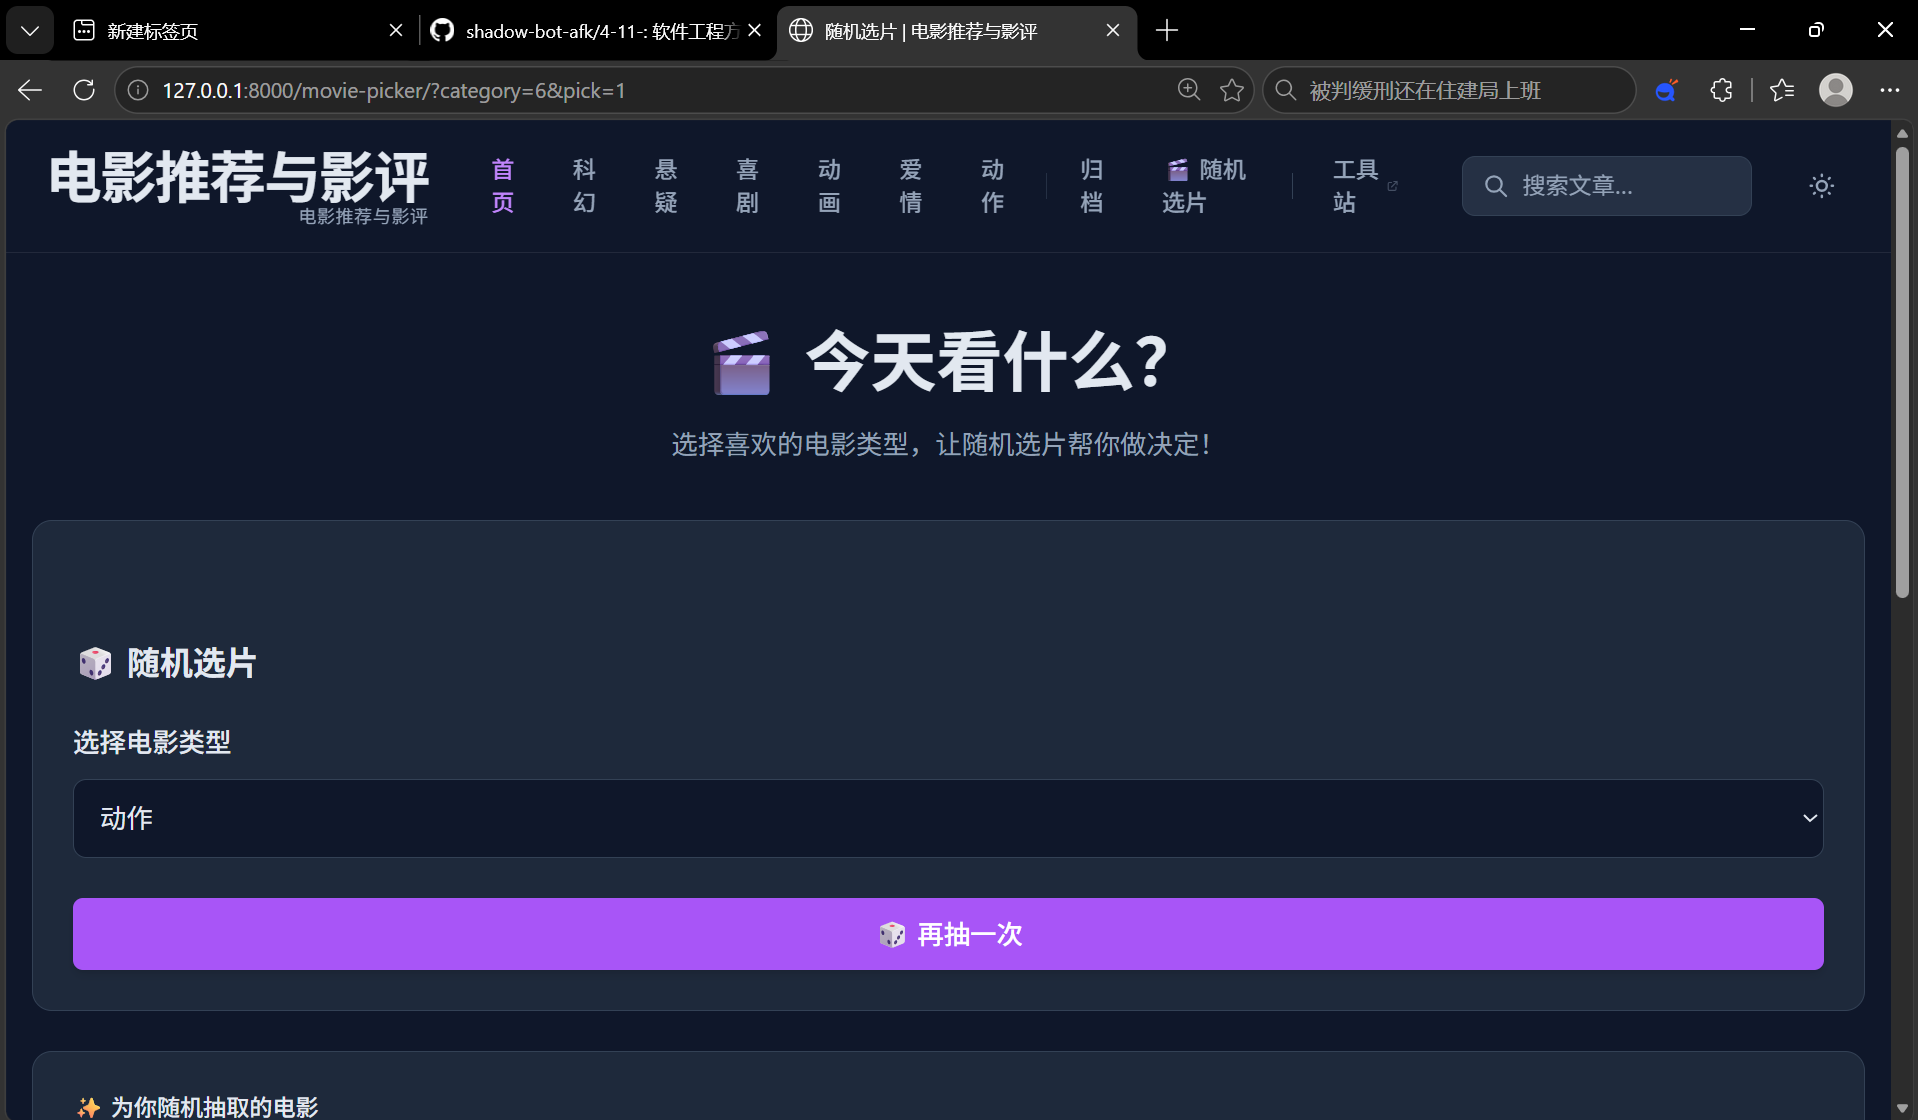 新建标签页
shadow-bot-afk/4-11-: 软件工程方
随机选片 | 电影推荐与影评
127.0.0.1:8000/movie-picker/?category=6&pick=1
被判缓刑还在住建局上班
电影推荐与影评
电影推荐与影评
首页
科幻
悬疑
喜剧
动画
爱情
动作
归档
随机选片
工具站
搜索文章...
今天看什么？
选择喜欢的电影类型，让随机选片帮你做决定！
随机选片
选择电影类型
动作
再抽一次
为你随机抽取的电影